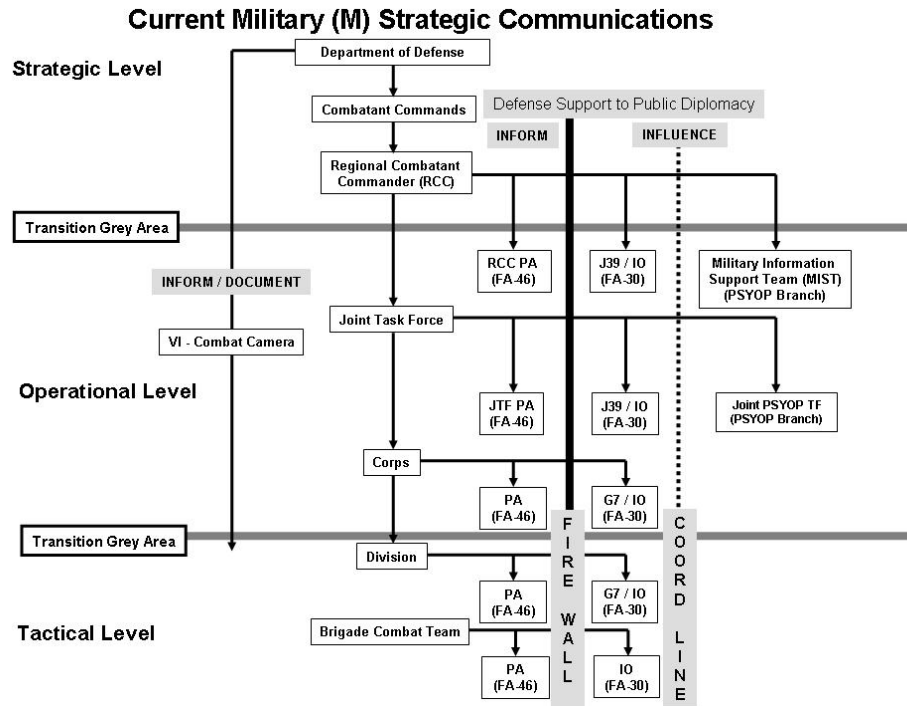 Current Military (M) Strategic Communications
Department of Defense
Strategic Level
Combatant Commands
Defense Support to Public Diplomacy
INFORM
INFLUENCE
Regional Combatant
Commander (RCC)
Transition Grey Area
RCC PA
(FA-46)
J39 / IO
(FA-30)
Military Information
Support Team (MIST)
(PSYOP Branch)
INFORM / DOCUMENT
Joint Task Force
VI - Combat Camera
Operational Level
JTF PA
(FA-46)
J39 / IO
(FA-30)
Joint PSYOP TF
(PSYOP Branch)
Corps
PA
(FA-46)
G7 / IO
(FA-30)
FIRE WALL
COORD LINE
Transition Grey Area
Division
PA
(FA-46)
G7 / IO
(FA-30)
Tactical Level
Brigade Combat Team
PA
(FA-46)
IO
(FA-30)